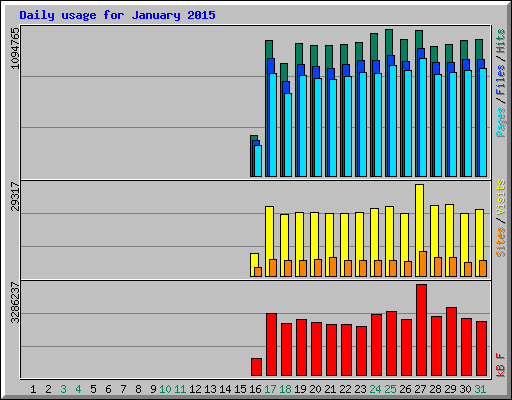 Daily usage for January 2015
1094765
29317
3286237
Pages / Files / Hits
Sites / Visits
kB F
1 2 3 4 5 6 7 8 9 10 11 12 13 14 15 16 17 18 19 20 21 22 23 24 25 26 27 28 29 30 31